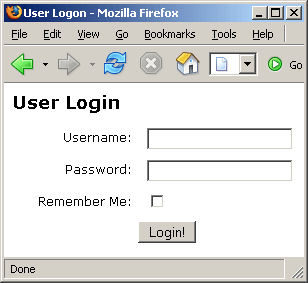 User Logon - Mozilla Firefox
File Edit View Go Bookmarks Tools Help
Go
User Login
Username:
Password:
Remember Me:
Login!
Done